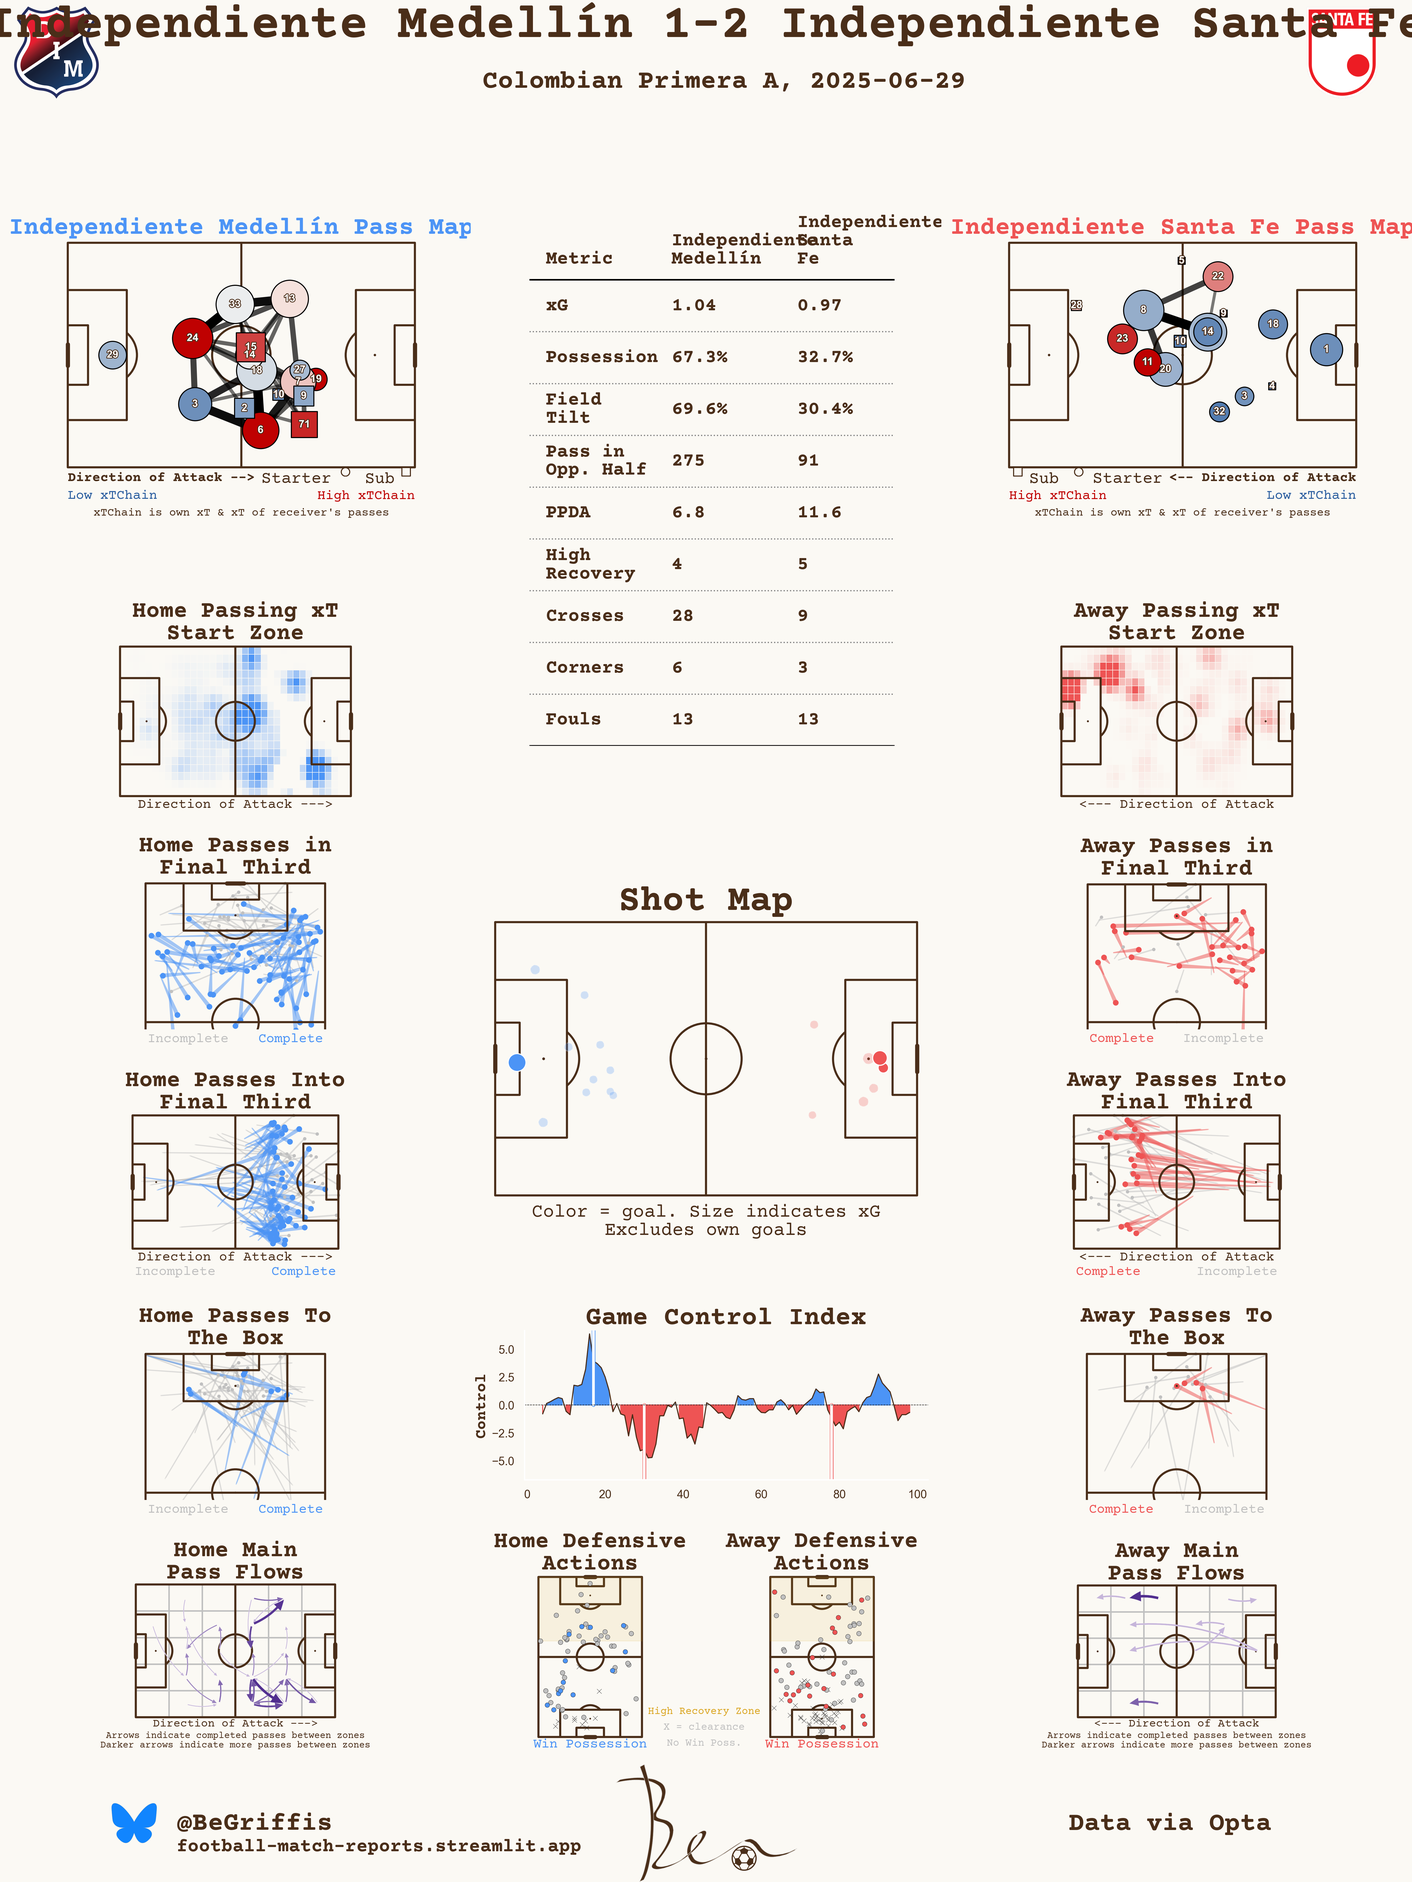 Independiente Medellín 1-2 Independiente Santa Fe
Colombian Primera A, 2025-06-29
D
I
M
SANTA FE
Independiente Medellín Pass Map
33
13
24
15
14
18
29
27
7
19
10
9
3
2
6
71
Direction of Attack --> Starter Sub
Low xTChain High xTChain
xTChain is own xT & xT of receiver's passes
Metric Independiente Medellín Independiente Santa Fe
xG 1.04 0.97
Possession 67.3% 32.7%
Field Tilt 69.6% 30.4%
Pass in Opp. Half 275 91
PPDA 6.8 11.6
High Recovery 4 5
Crosses 28 9
Corners 6 3
Fouls 13 13
Independiente Santa Fe Pass Map
5
22
28
8
9
14
18
23
10
1
11
20
4
3
32
Sub Starter <-- Direction of Attack
High xTChain Low xTChain
xTChain is own xT & xT of receiver's passes
Home Passing xT
Start Zone
Direction of Attack --->
Away Passing xT
Start Zone
<--- Direction of Attack
Home Passes in
Final Third
Incomplete Complete
Away Passes in
Final Third
Complete Incomplete
Shot Map
Color = goal. Size indicates xG
Excludes own goals
Home Passes Into
Final Third
Direction of Attack --->
Incomplete Complete
Away Passes Into
Final Third
<--- Direction of Attack
Complete Incomplete
Home Passes To
The Box
Incomplete Complete
Game Control Index
Control
5.0
2.5
0.0
−2.5
−5.0
0 20 40 60 80 100
Away Passes To
The Box
Complete Incomplete
Home Main
Pass Flows
Direction of Attack --->
Arrows indicate completed passes between zones
Darker arrows indicate more passes between zones
Home Defensive
Actions
Win Possession
High Recovery Zone
X = clearance
No Win Poss.
Away Defensive
Actions
Win Possession
Away Main
Pass Flows
<--- Direction of Attack
Arrows indicate completed passes between zones
Darker arrows indicate more passes between zones
@BeGriffis
football-match-reports.streamlit.app
Ben
Data via Opta